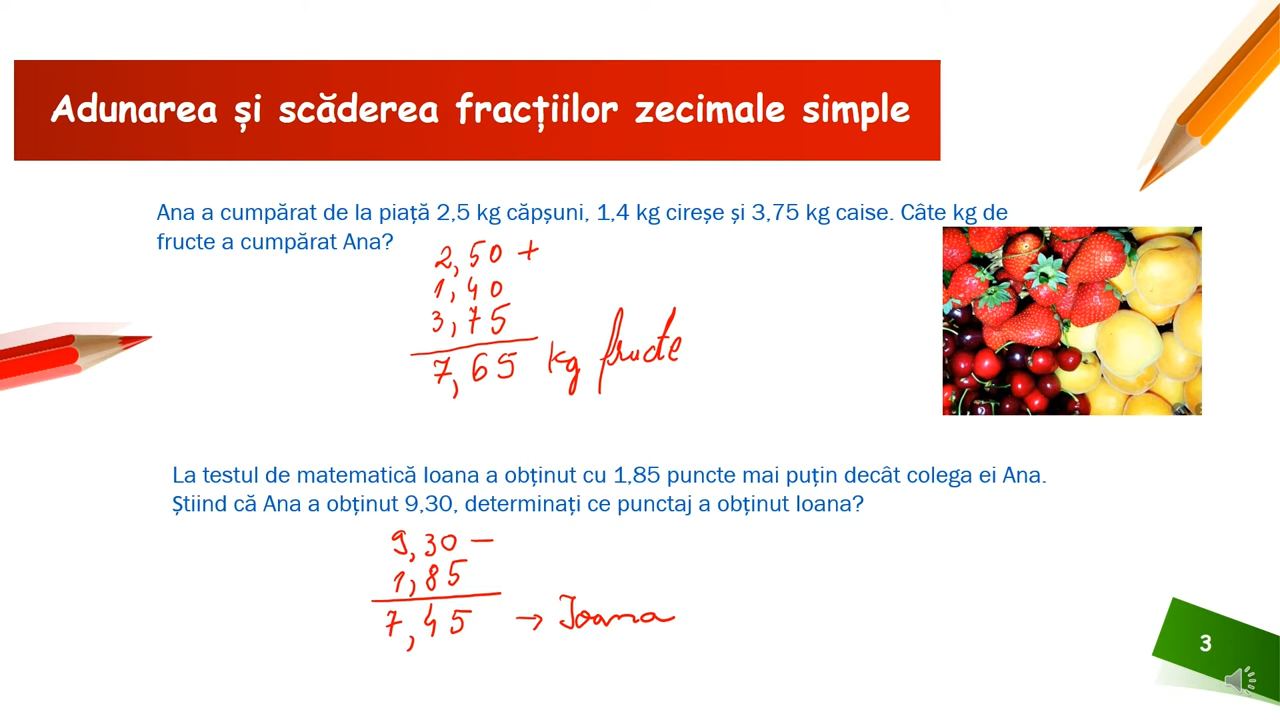 Adunarea și scăderea fracțiilor zecimale simple
Ana a cumpărat de la piață 2,5 kg căpșuni, 1,4 kg cireșe și 3,75 kg caise. Câte kg de
fructe a cumpărat Ana?
2,50 +
1,40
3,75
7,65 kg fructe
La testul de matematică Ioana a obținut cu 1,85 puncte mai puțin decât colega ei Ana.
Știind că Ana a obținut 9,30, determinați ce punctaj a obținut Ioana?
9,30 −
1,85
7,45 → Ioana
3